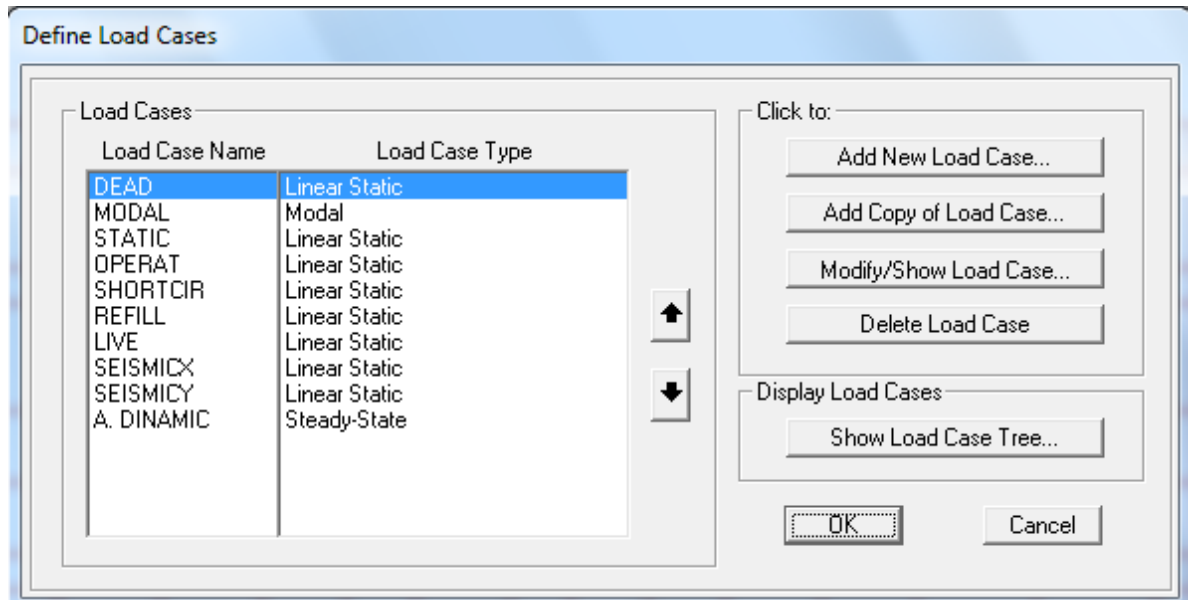 Define Load Cases
Load Cases
Load Case Name Load Case Type
DEAD Linear Static
MODAL Modal
STATIC Linear Static
OPERAT Linear Static
SHORTCIR Linear Static
REFILL Linear Static
LIVE Linear Static
SEISMICX Linear Static
SEISMICY Linear Static
A. DINAMIC Steady-State
Click to:
Add New Load Case...
Add Copy of Load Case...
Modify/Show Load Case...
Delete Load Case
Display Load Cases
Show Load Case Tree...
OK Cancel